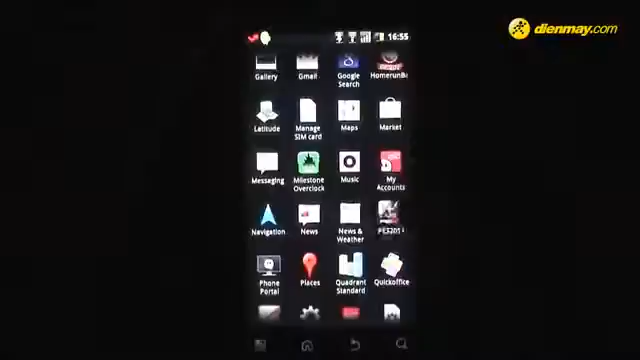 dienmay.com
16:55
Gallery
Gmail
Google
Search
Latitude
Manage
SIM card
Maps
Market
Messaging
Milestone
Overclock
Music
My
Accounts
Navigation
News
News &
Weather
Phone
Portal
Places
Quadrant
Standard
Quickoffice